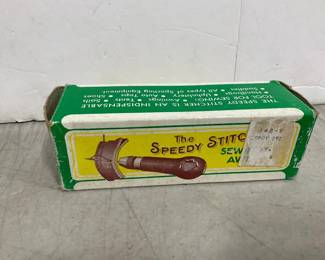 THE SPEEDY STITCHER IS AN INDISPENSABLE
TOOL FOR SEWING: • Awnings • Tents • Sails
• Handbags • Upholstery • Auto Tops • Shoes
• Saddles • All types of Sporting Equipment
The
SPEEDY STITC
SEW
AW